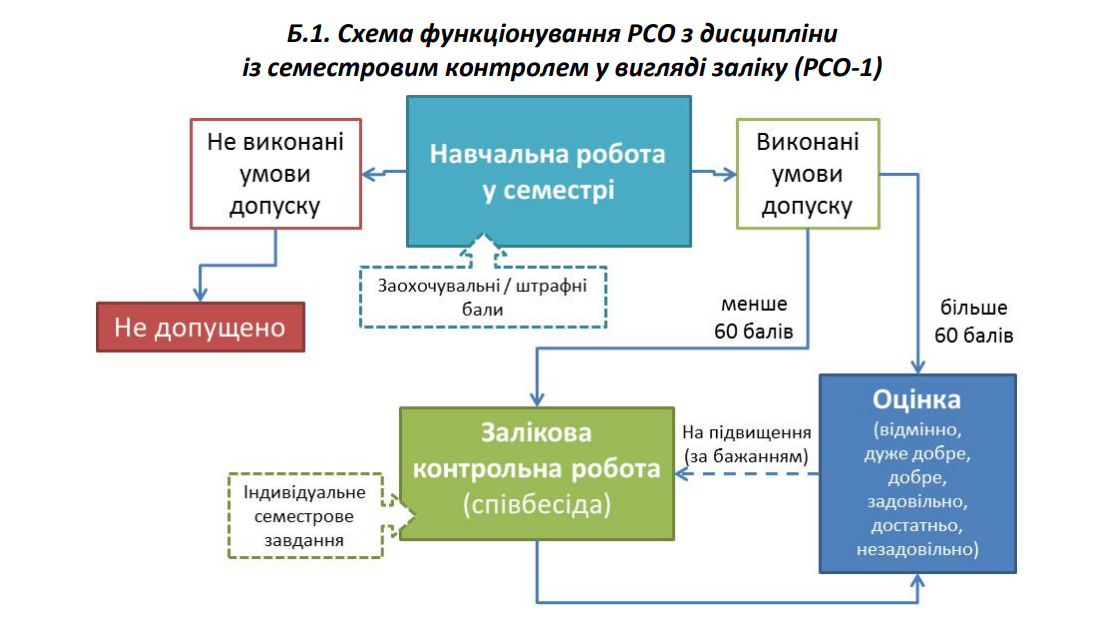 Б.1. Схема функціонування РСО з дисципліни
із семестровим контролем у вигляді заліку (РСО-1)
Не виконані
умови
допуску
Навчальна робота
у семестрі
Виконані
умови
допуску
Заохочувальні / штрафні
бали
Не допущено
менше
60 балів
більше
60 балів
Залікова
контрольна робота
(співбесіда)
На підвищення
(за бажанням)
Оцінка
(відмінно,
дуже добре,
добре,
задовільно,
достатньо,
незадовільно)
Індивідуальне
семестрове
завдання